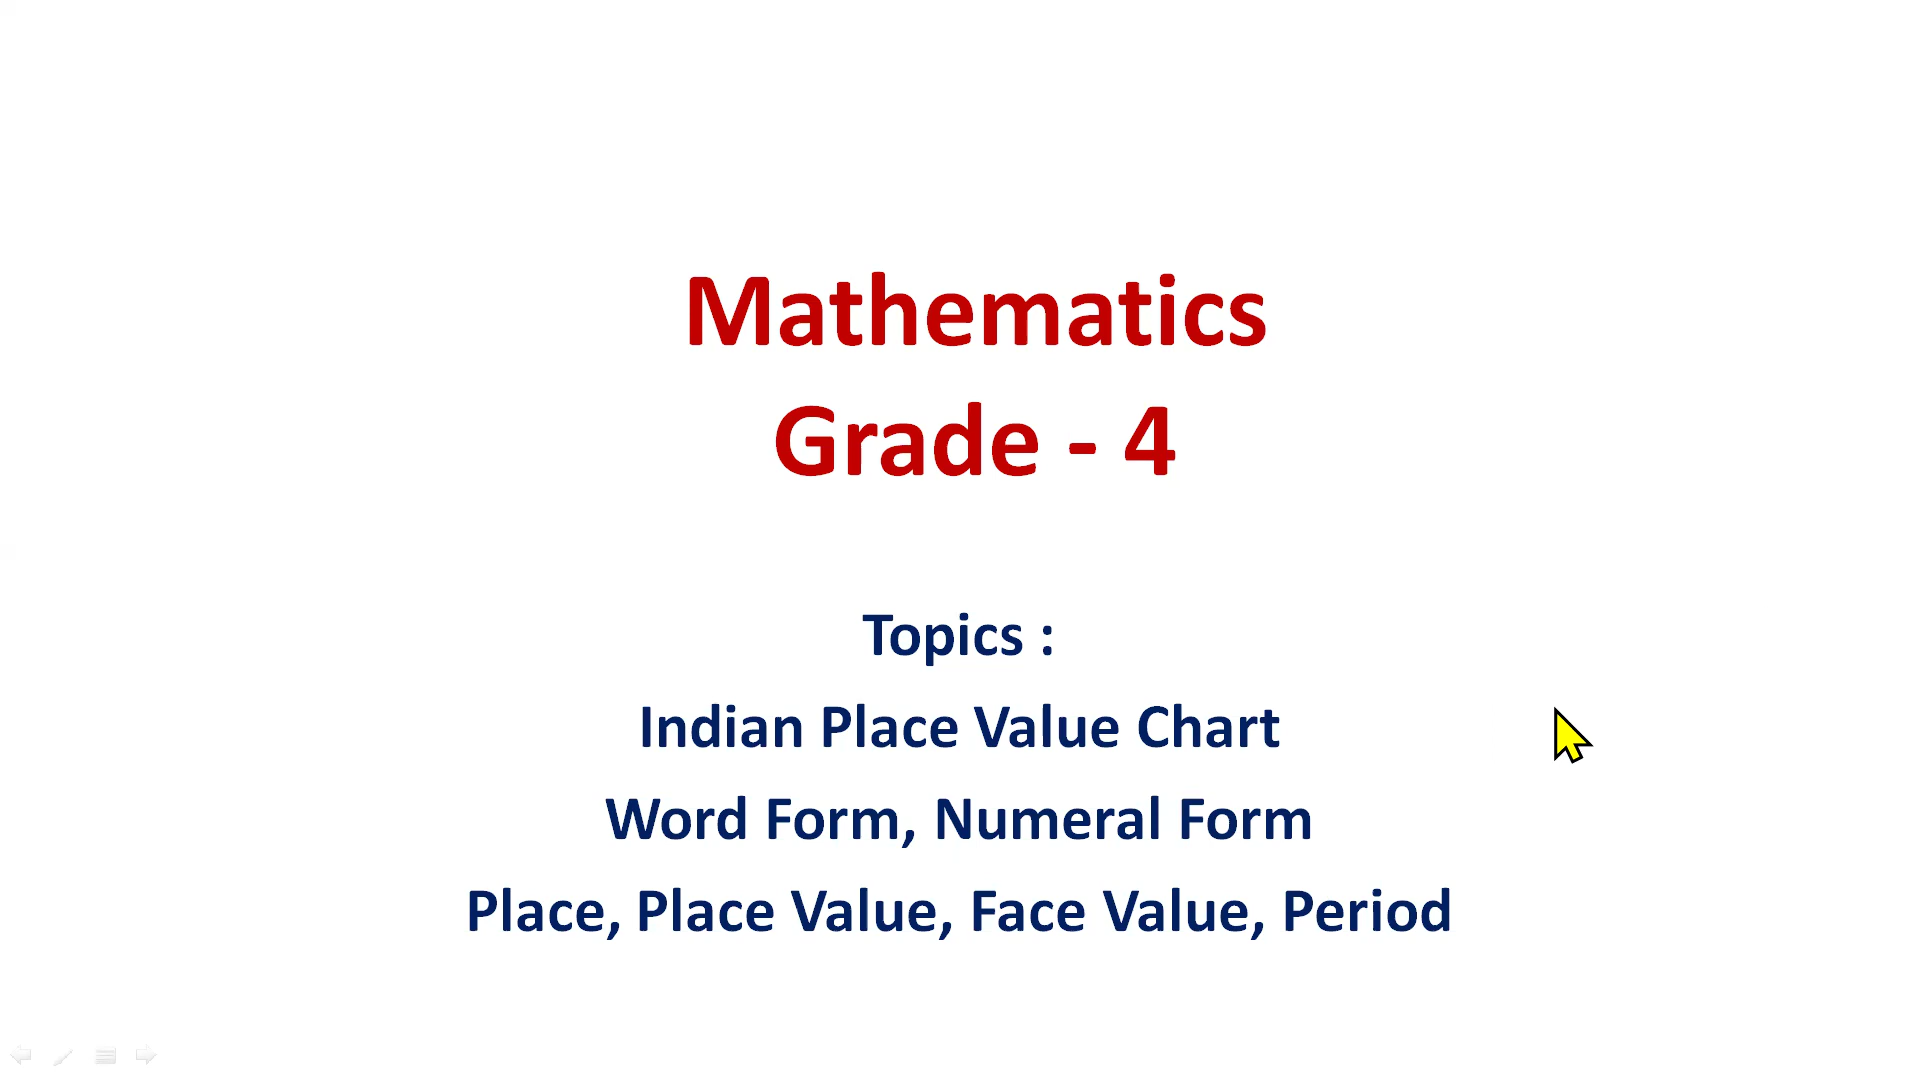 Mathematics
Grade - 4
Topics :
Indian Place Value Chart
Word Form, Numeral Form
Place, Place Value, Face Value, Period